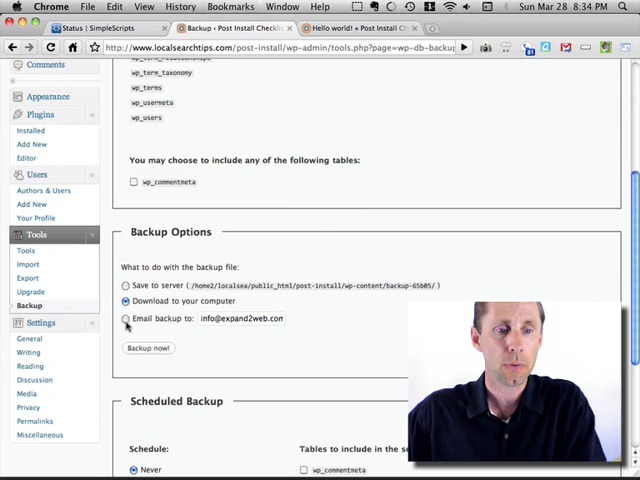 Chrome File Edit View History Bookmarks Window Help Sun Mar 28 8:34 PM
Status | SimpleScripts
Backup ‹ Post Install Checklist
Hello world! « Post Install Ch
http://www.localsearchtips.com/post-install/wp-admin/tools.php?page=wp-db-backup
Comments
Appearance
Plugins
Installed
Add New
Editor
Users
Authors & Users
Add New
Your Profile
Tools
Tools
Import
Export
Upgrade
Backup
Settings
General
Writing
Reading
Discussion
Media
Privacy
Permalinks
Miscellaneous
wp_term_relationships
wp_term_taxonomy
wp_terms
wp_usermeta
wp_users
You may choose to include any of the following tables:
wp_commentmeta
Backup Options
What to do with the backup file:
Save to server ( /home2/localsea/public_html/post-install/wp-content/backup-65b05/ )
Download to your computer
Email backup to: info@expand2web.com
Backup now!
Scheduled Backup
Schedule:
Never
Tables to include in the se
wp_commentmeta